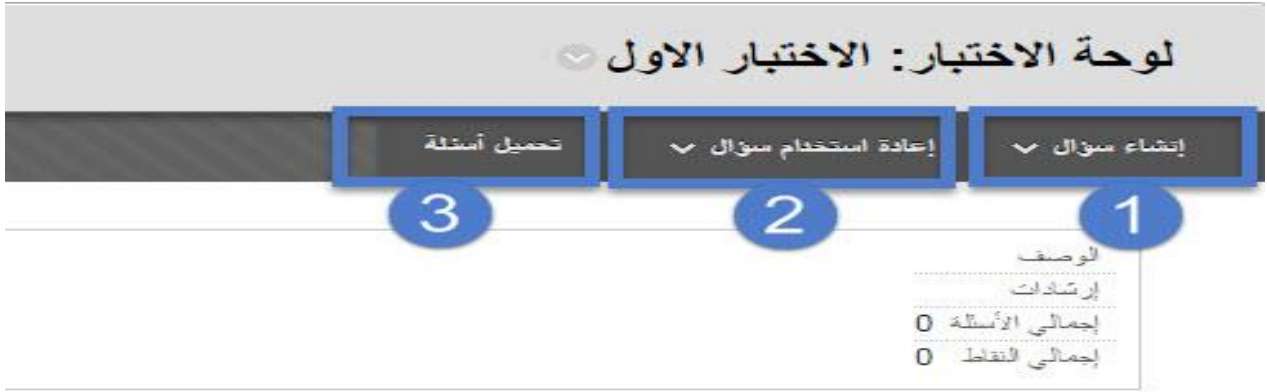 لوحة الاختبار: الاختبار الاول
إنشاء سؤال إعادة استخدام سؤال تحميل أسئلة
1 2 3
الوصف
إرشادات
إجمالي الأسئلة 0
إجمالي النقاط 0